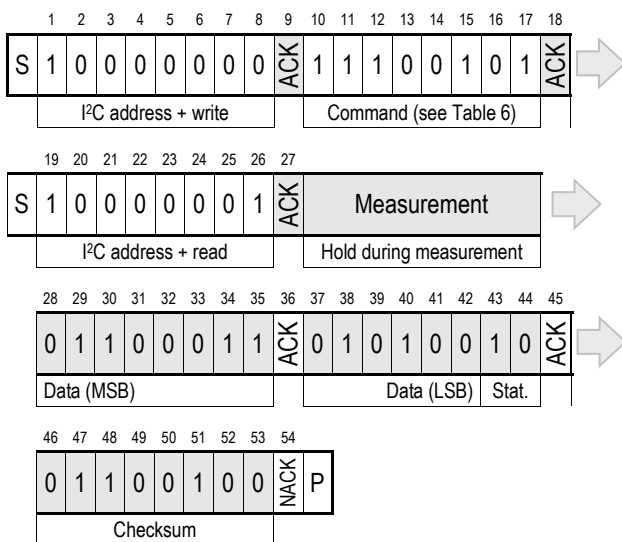 1 2 3 4 5 6 7 8 9 10 11 12 13 14 15 16 17 18
S 1 0 0 0 0 0 0 0 ACK 1 1 1 0 0 1 0 1 ACK
I²C address + write Command (see Table 6)
19 20 21 22 23 24 25 26 27
S 1 0 0 0 0 0 0 1 ACK Measurement
I²C address + read Hold during measurement
28 29 30 31 32 33 34 35 36 37 38 39 40 41 42 43 44 45
0 1 1 0 0 0 1 1 ACK 0 1 0 1 0 0 1 0 ACK
Data (MSB) Data (LSB) Stat.
46 47 48 49 50 51 52 53 54
0 1 1 0 0 1 0 0 NACK P
Checksum